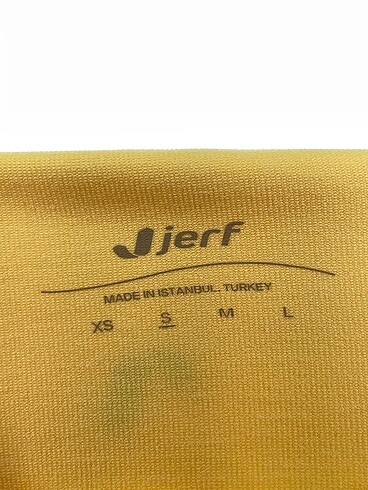 jerf
MADE IN ISTANBUL, TURKEY
XS S M L